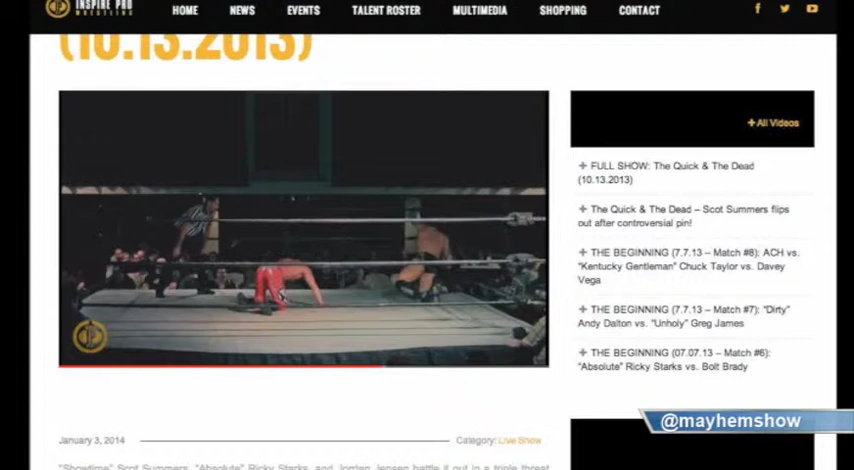 INSPIRE PRO
WRESTLING
HOME NEWS EVENTS TALENT ROSTER MULTIMEDIA SHOPPING CONTACT
(10.13.2013)
+ All Videos
+ FULL SHOW: The Quick & The Dead
(10.13.2013)
+ The Quick & The Dead – Scot Summers flips
out after controversial pin!
+ THE BEGINNING (7.7.13 – Match #8): ACH vs.
"Kentucky Gentleman" Chuck Taylor vs. Davey
Vega
+ THE BEGINNING (7.7.13 – Match #7): "Dirty"
Andy Dalton vs. "Unholy" Greg James
+ THE BEGINNING (07.07.13 – Match #6):
"Absolute" Ricky Starks vs. Bolt Brady
@mayhemshow
January 3, 2014
Category: Live Show
"Showtime" Scot Summers, "Absolute" Ricky Starks, and Jordan Jensen battle it out in a triple threat